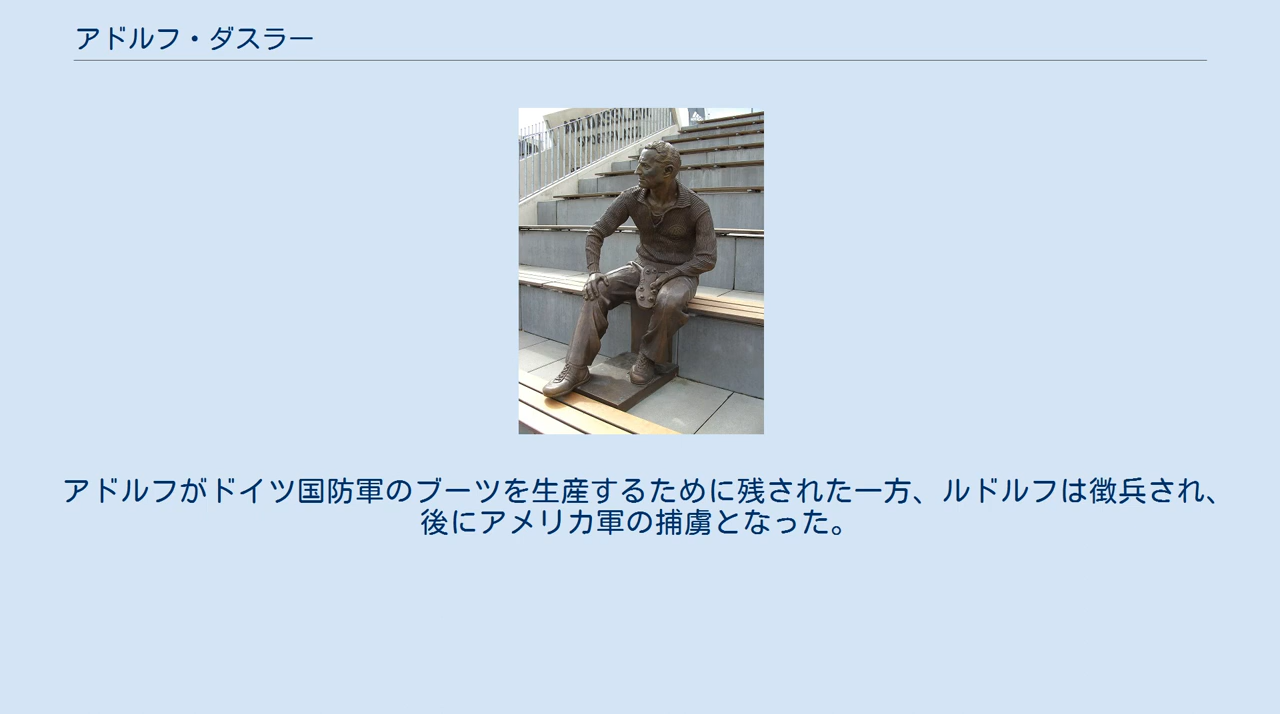 アドルフ・ダスラー
アドルフがドイツ国防軍のブーツを生産するために残された一方、ルドルフは徴兵され、
後にアメリカ軍の捕虜となった。